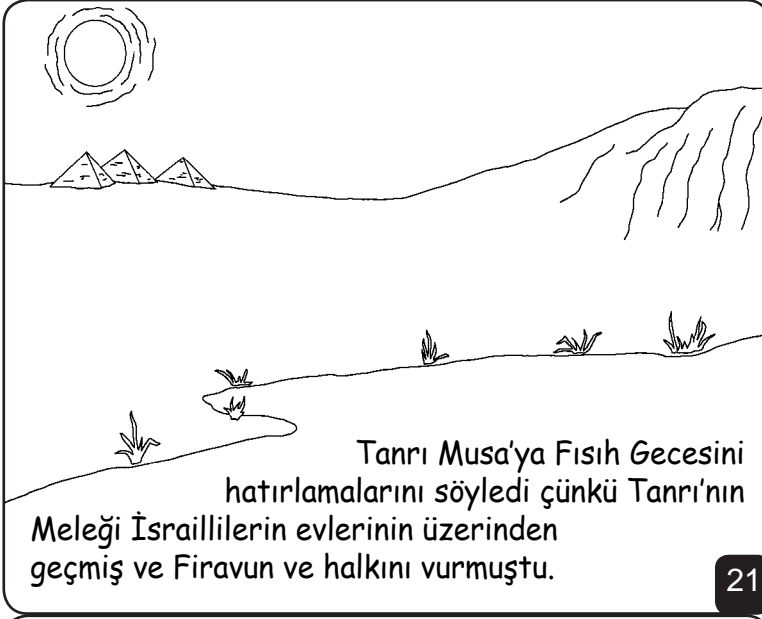 Tanrı Musa'ya Fısıh Gecesini
hatırlamalarını söyledi çünkü Tanrı'nın
Meleği İsraillilerin evlerinin üzerinden
geçmiş ve Firavun ve halkını vurmuştu.
21